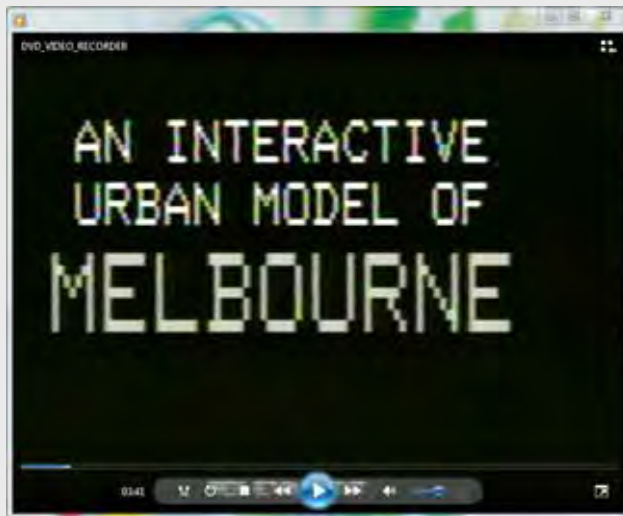 DVD_VIDEO_RECORDER
AN INTERACTIVE
URBAN MODEL OF
MELBOURNE
03:41